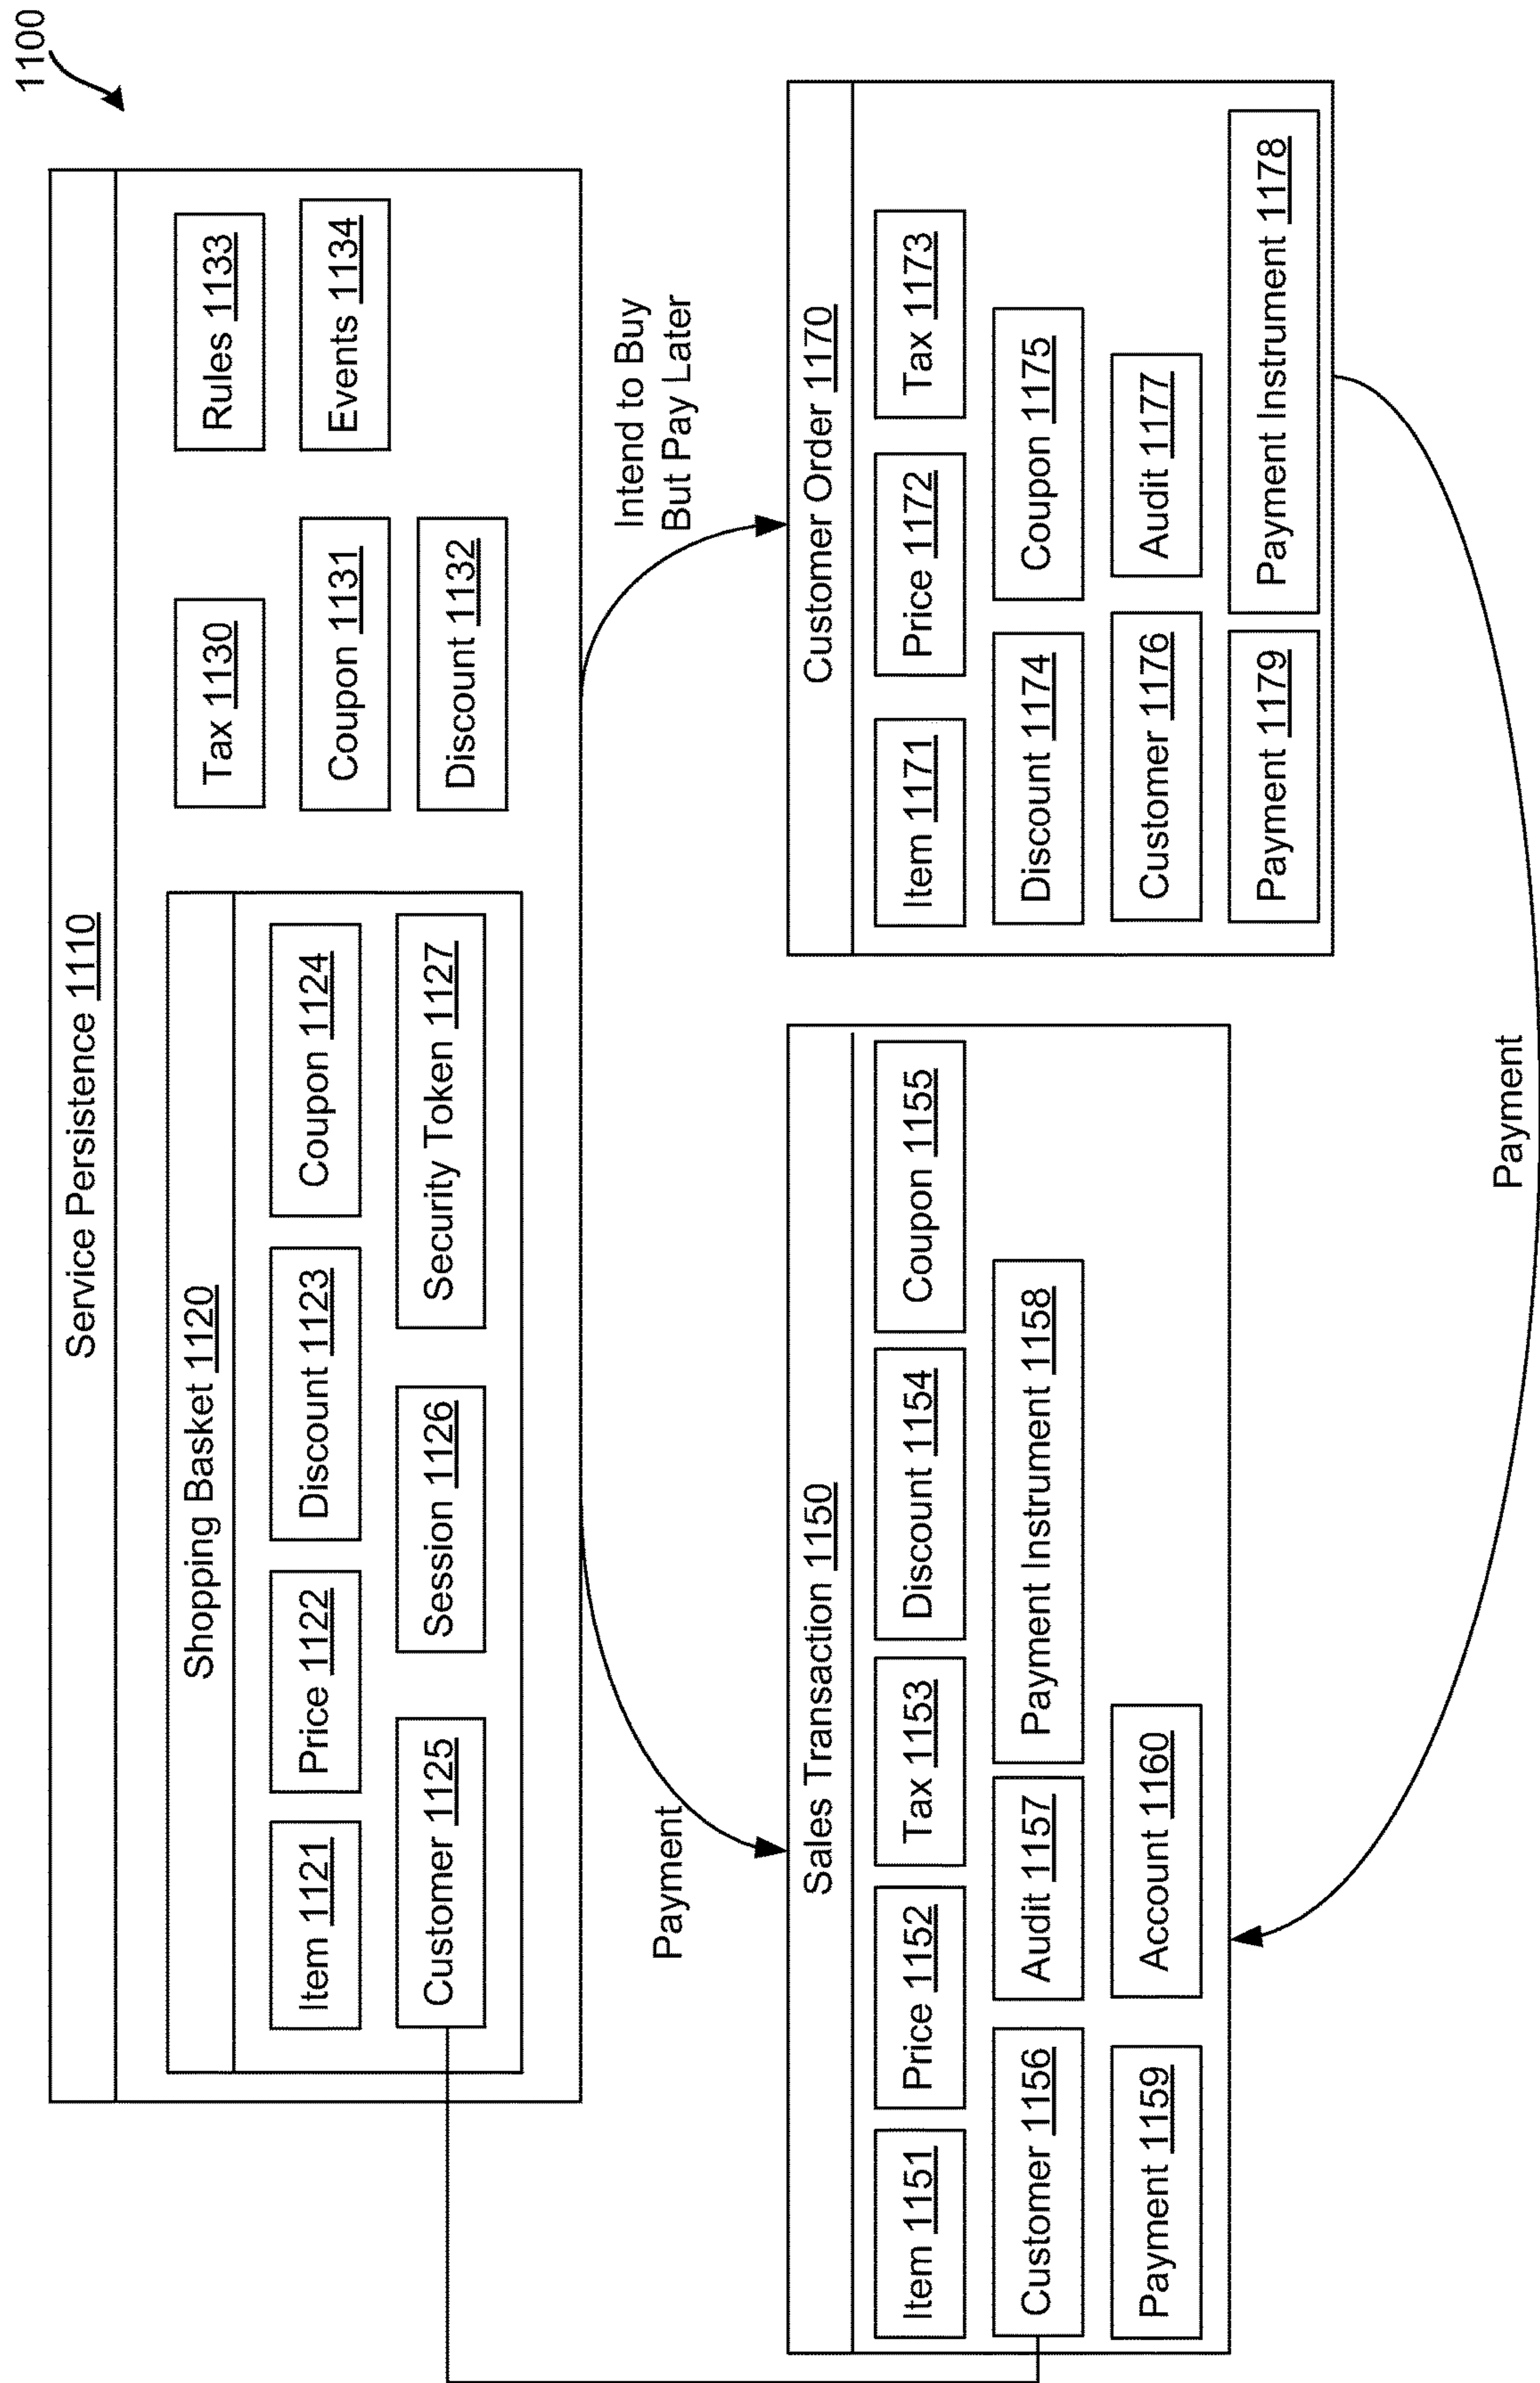 1100
Service Persistence 1110
Shopping Basket 1120
Item 1121
Price 1122
Discount 1123
Coupon 1124
Customer 1125
Session 1126
Security Token 1127
Tax 1130
Rules 1133
Coupon 1131
Events 1134
Discount 1132
Payment
Intend to Buy
But Pay Later
Sales Transaction 1150
Item 1151
Price 1152
Tax 1153
Discount 1154
Coupon 1155
Customer 1156
Audit 1157
Payment Instrument 1158
Payment 1159
Account 1160
Customer Order 1170
Item 1171
Price 1172
Tax 1173
Discount 1174
Coupon 1175
Customer 1176
Audit 1177
Payment 1179
Payment Instrument 1178
Payment